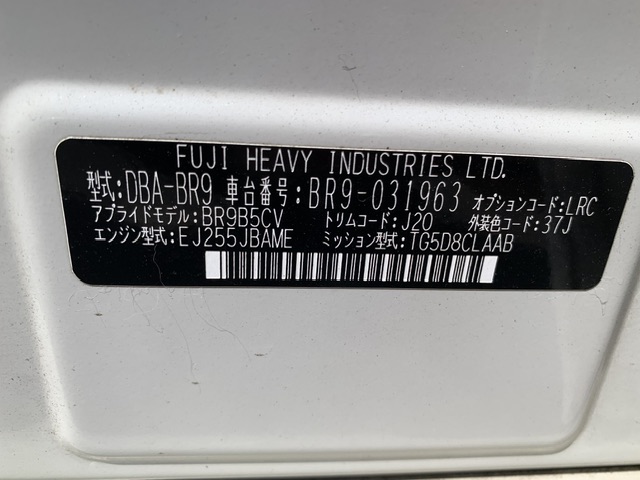 FUJI HEAVY INDUSTRIES LTD.
型式:DBA-BR9 車台番号:BR9-031963 オプションコード:LRC
アプライドモデル:BR9B5CV トリムコード:J20 外装色コード:37J
エンジン型式:EJ255JBAME ミッション型式:TG5D8CLAAB